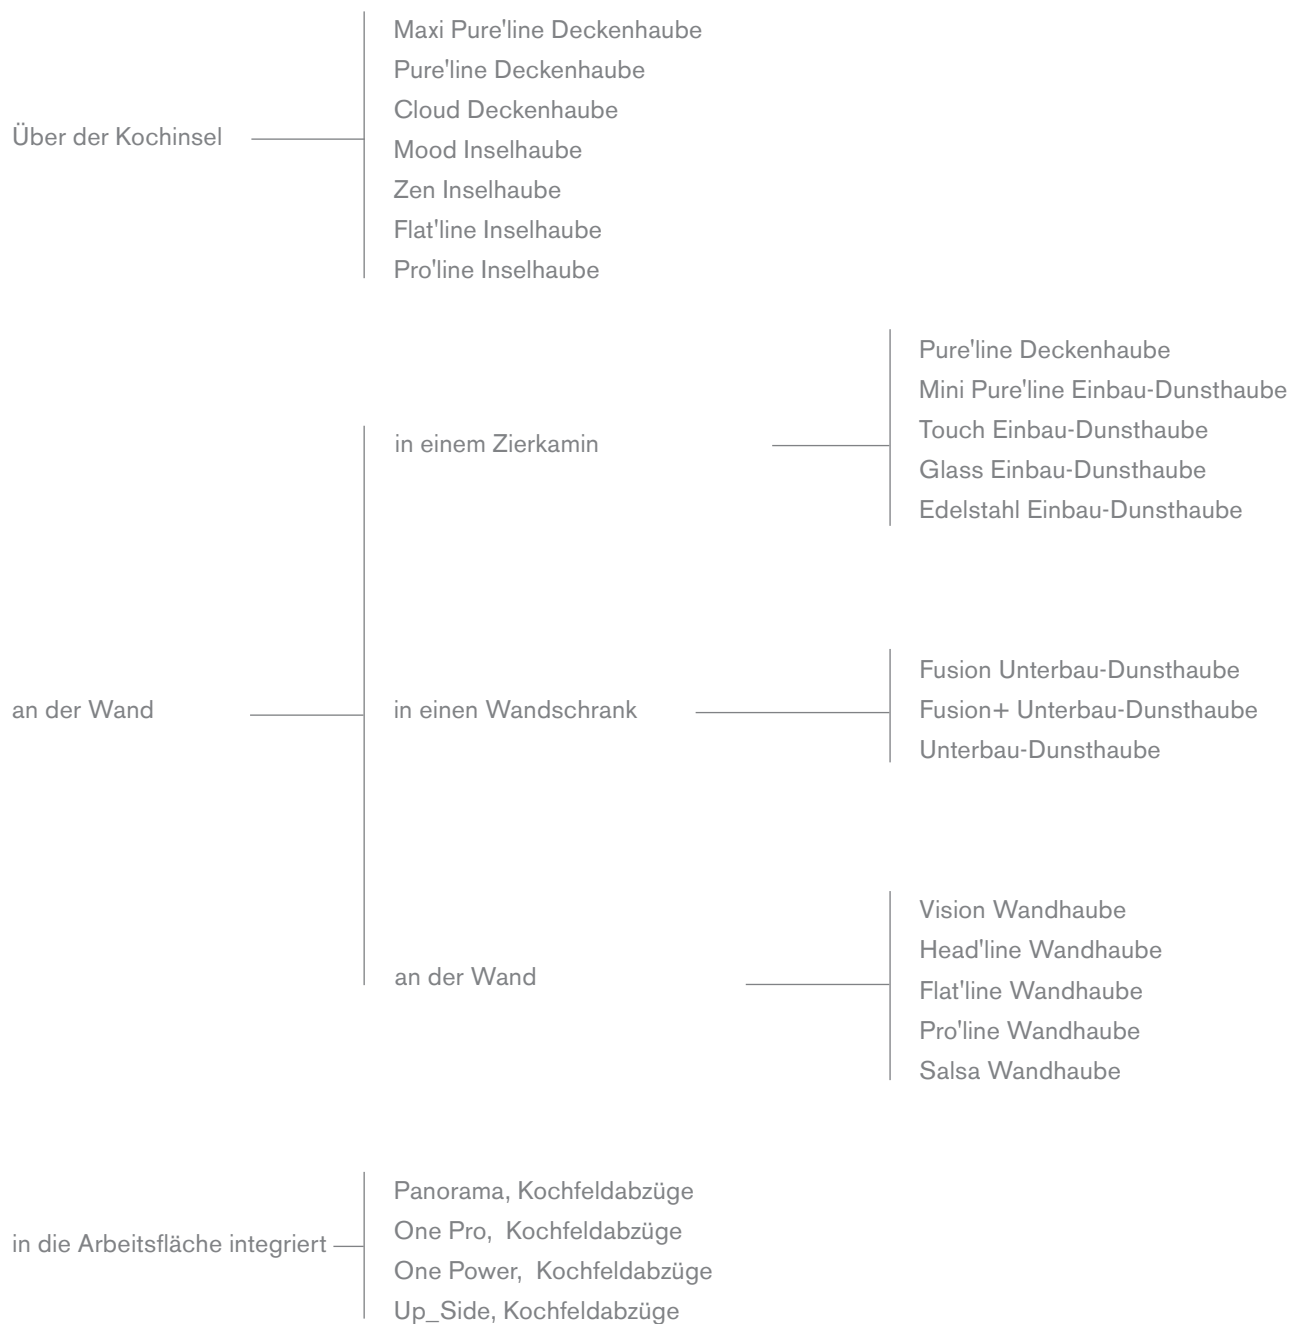 Über der Kochinsel
Maxi Pure'line Deckenhaube
Pure'line Deckenhaube
Cloud Deckenhaube
Mood Inselhaube
Zen Inselhaube
Flat'line Inselhaube
Pro'line Inselhaube
an der Wand
in einem Zierkamin
Pure'line Deckenhaube
Mini Pure'line Einbau-Dunsthaube
Touch Einbau-Dunsthaube
Glass Einbau-Dunsthaube
Edelstahl Einbau-Dunsthaube
in einen Wandschrank
Fusion Unterbau-Dunsthaube
Fusion+ Unterbau-Dunsthaube
Unterbau-Dunsthaube
an der Wand
Vision Wandhaube
Head'line Wandhaube
Flat'line Wandhaube
Pro'line Wandhaube
Salsa Wandhaube
in die Arbeitsfläche integriert
Panorama, Kochfeldabzüge
One Pro, Kochfeldabzüge
One Power, Kochfeldabzüge
Up_Side, Kochfeldabzüge